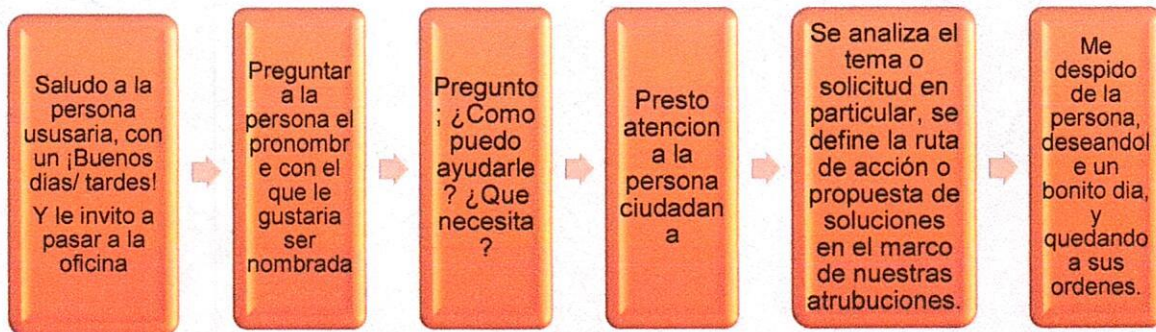 Saludo a la
persona
ususaria, con
un ¡Buenos
dias/ tardes!
Y le invito a
pasar a la
oficina
Preguntar
a la
persona el
pronombr
e con el
que le
gustaria
ser
nombrada
Pregunto
; ¿Como
puedo
ayudarle
? ¿Que
necesita
?
Presto
atencion
a la
persona
ciudadan
a
Se analiza el
tema o
solicitud en
particular, se
define la ruta
de acción o
propuesta de
soluciones
en el marco
de nuestras
atrubuciones.
Me
despido
de la
persona,
deseandol
e un
bonito dia,
y
quedando
a sus
ordenes.